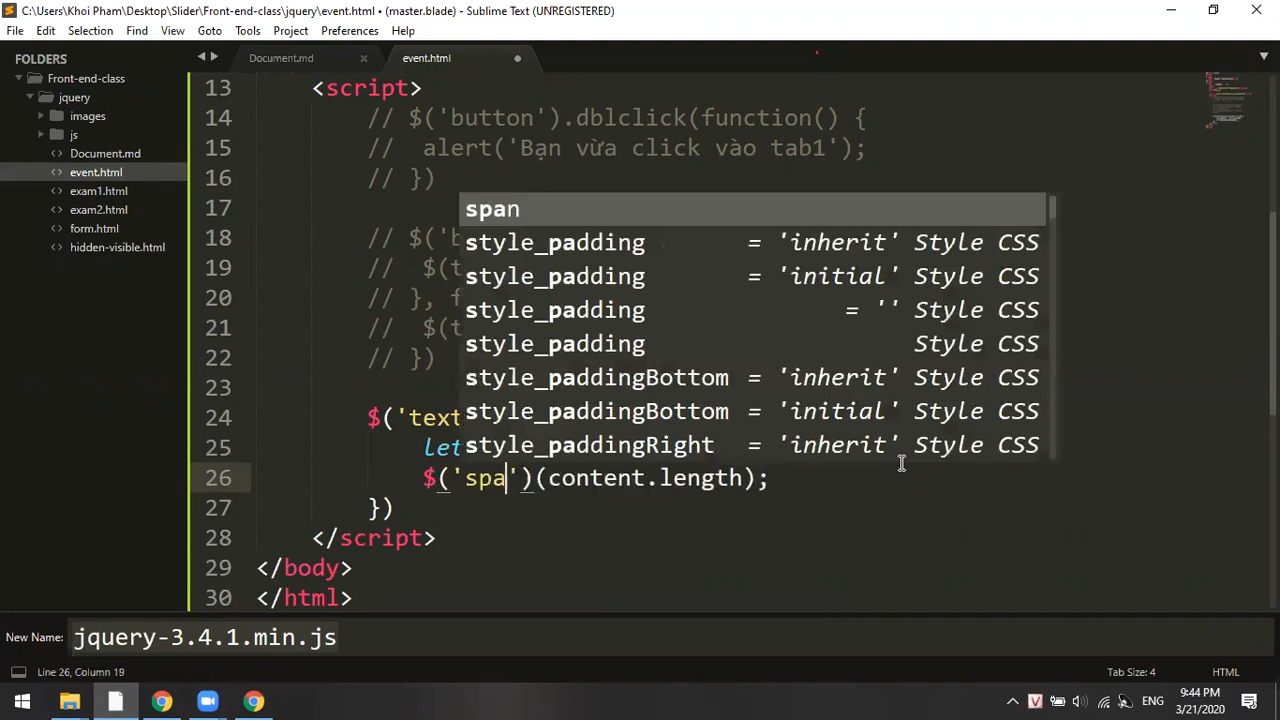 C:\Users\Khoi Pham\Desktop\Slider\Front-end-class\jquery\event.html • (master.blade) - Sublime Text (UNREGISTERED)
File Edit Selection Find View Goto Tools Project Preferences Help
FOLDERS
Front-end-class
jquery
images
js
Document.md
event.html
exam1.html
exam2.html
form.html
hidden-visible.html
Document.md
event.html
13 <script>
14 // $('button').dblclick(function() {
15 // alert('Bạn vừa click vào tab1');
16 // })
17
18 // $('b
19 // $(t
20 // }, f
21 // $(t
22 // })
23
24 $('text
25 let
26 $('spa')(content.length);
27 })
28 </script>
29 </body>
30 </html>
span
style_padding = 'inherit' Style CSS
style_padding = 'initial' Style CSS
style_padding = '' Style CSS
style_padding Style CSS
style_paddingBottom = 'inherit' Style CSS
style_paddingBottom = 'initial' Style CSS
style_paddingRight = 'inherit' Style CSS
New Name: jquery-3.4.1.min.js
Line 26, Column 19
Tab Size: 4 HTML
V ENG
9:44 PM
3/21/2020